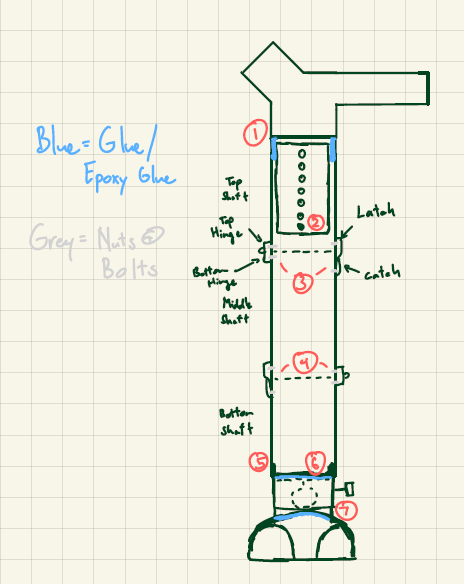 Blue = Glue/
Epoxy Glue
Grey = Nuts &
Bolts
1
Top
Shaft
2
Top
Hinge
Latch
Bottom
Hinge
3
Catch
Middle
Shaft
4
Bottom
Shaft
5
6
7